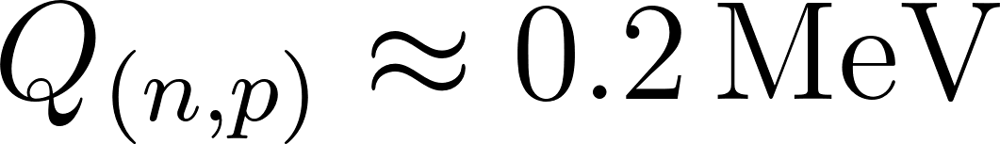 Q_{(n,p)} ≈ 0.2 MeV